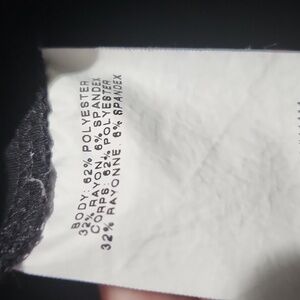 BODY: 62% POLYESTER
32% RAYON, 6% SPANDEX
CORPS: 62% POLYESTER
32% RAYONNE. 6% SPANDEX